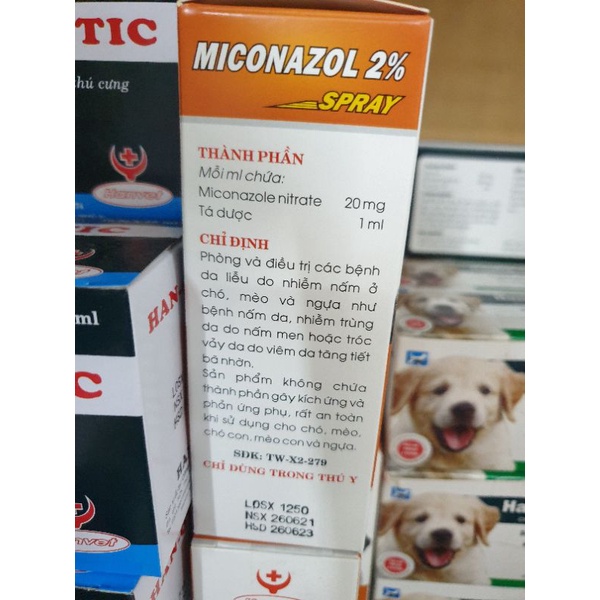 MICONAZOL 2%
SPRAY
THÀNH PHẦN
Mỗi ml chứa:
Miconazole nitrate 20 mg
Tá dược 1 ml
CHỈ ĐỊNH
Phòng và điều trị các bệnh
da liễu do nhiễm nấm ở
chó, mèo và ngựa như
bệnh nấm da, nhiễm trùng
da do nấm men hoặc tróc
vảy da do viêm da tăng tiết
bã nhờn.
Sản phẩm không chứa
thành phần gây kích ứng và
phản ứng phụ, rất an toàn
khi sử dụng cho chó, mèo,
chó con, mèo con và ngựa.
SĐK: TW-X2-279
CHỈ DÙNG TRONG THÚ Y
LOSX 1250
NSX 260621
HSD 260623
TIC
thú cưng
Hanvet
ml
HAN
TIC
Hanvet
Ha